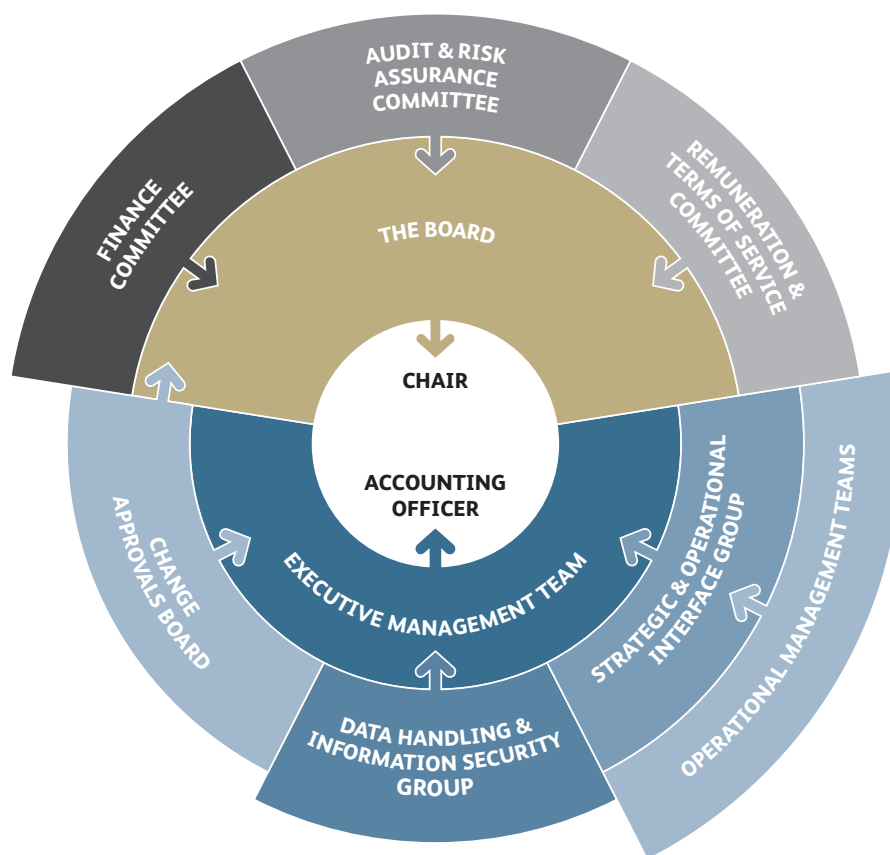 AUDIT & RISK
ASSURANCE
COMMITTEE
FINANCE
COMMITTEE
REMUNERATION &
TERMS OF SERVICE
COMMITTEE
THE BOARD
CHAIR
ACCOUNTING
OFFICER
EXECUTIVE MANAGEMENT TEAM
CHANGE
APPROVALS BOARD
DATA HANDLING &
INFORMATION SECURITY
GROUP
STRATEGIC & OPERATIONAL
INTERFACE GROUP
OPERATIONAL MANAGEMENT TEAMS